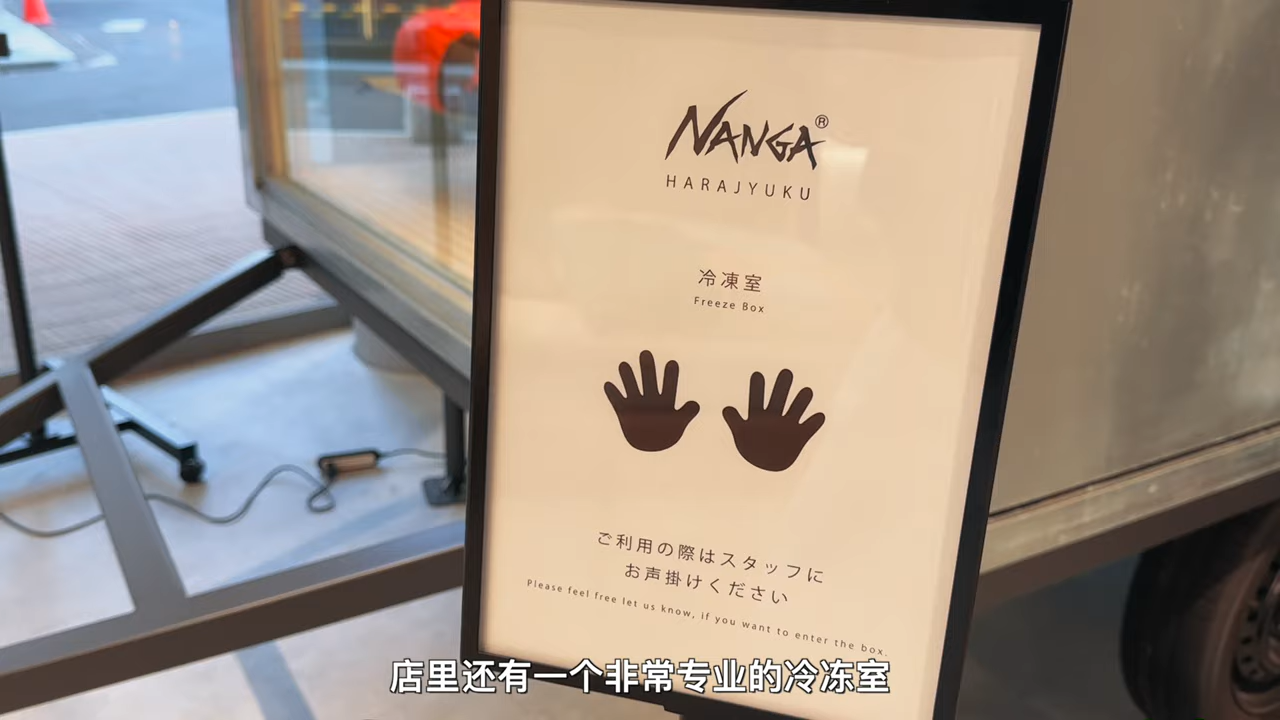 NANGA®
HARAJYUKU
冷凍室
Freeze Box
ご利用の際はスタッフに
お声掛けください
Please feel free let us know, if you want to enter the box.
店里还有一个非常专业的冷冻室